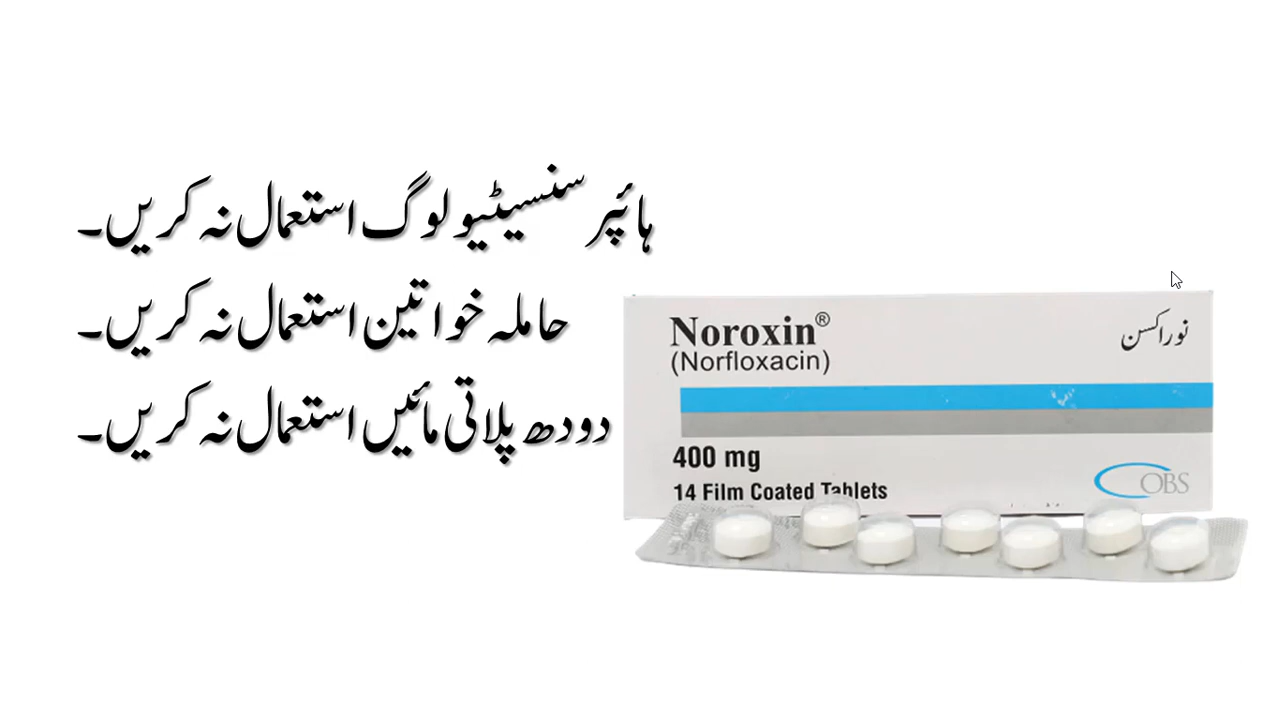 ہائپر سنسیٹیو لوگ استعمال نہ کریں۔
حاملہ خواتین استعمال نہ کریں۔
دودھ پلاتی مائیں استعمال نہ کریں۔
Noroxin® نوراکسن
(Norfloxacin)
400 mg
14 Film Coated Tablets
OBS